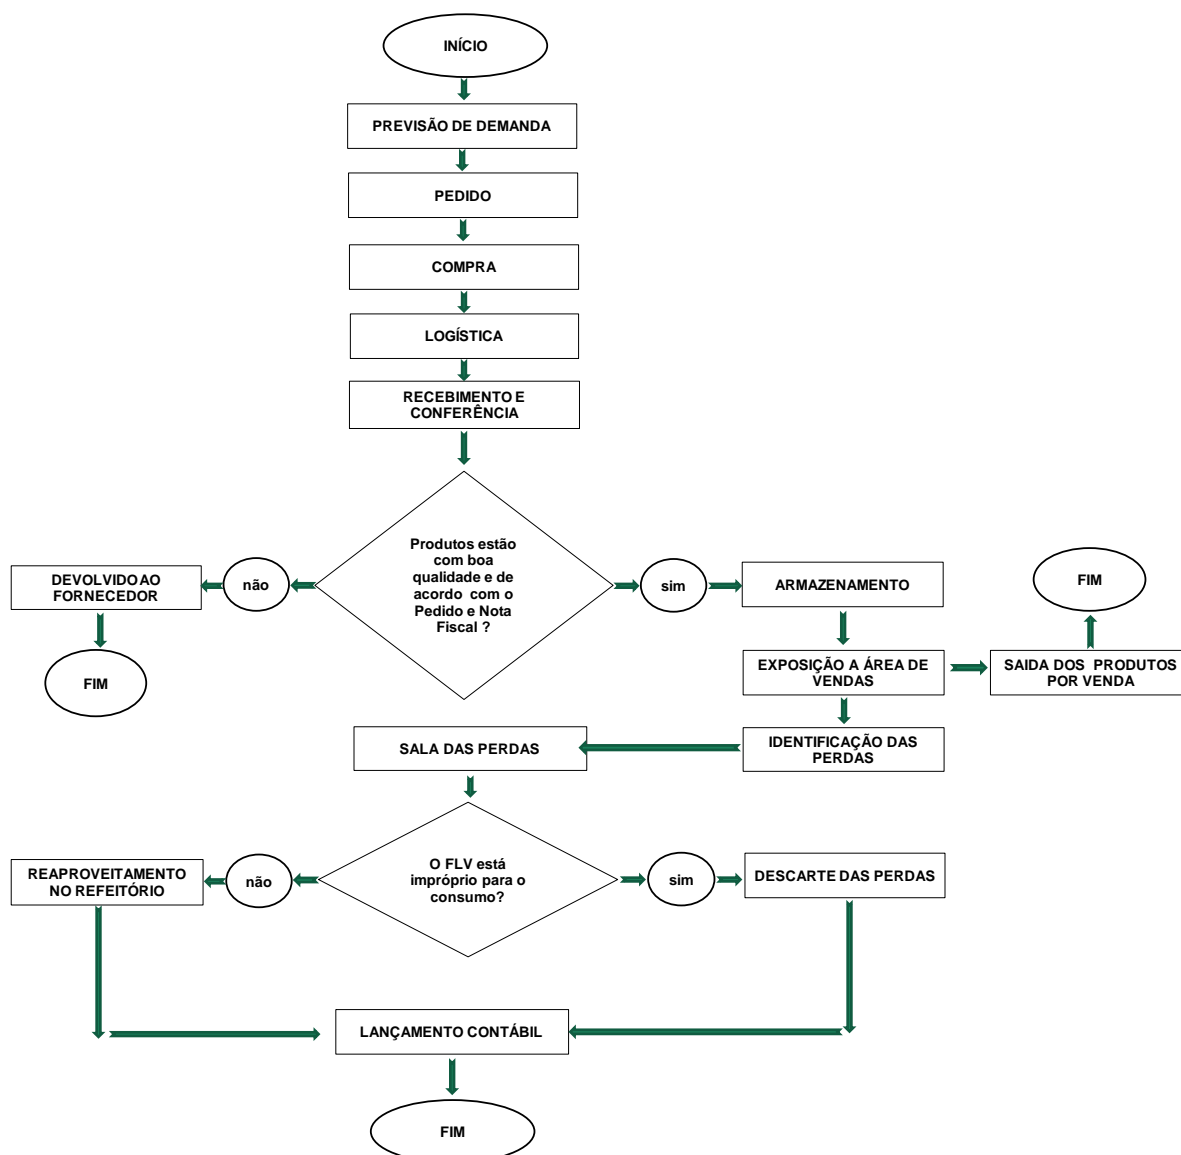 INÍCIO
PREVISÃO DE DEMANDA
PEDIDO
COMPRA
LOGÍSTICA
RECEBIMENTO E
CONFERÊNCIA
Produtos estão
com boa
qualidade e de
acordo com o
Pedido e Nota
Fiscal ?
não
DEVOLVIDO AO
FORNECEDOR
FIM
sim
ARMAZENAMENTO
EXPOSIÇÃO A ÁREA DE
VENDAS
SAIDA DOS PRODUTOS
POR VENDA
FIM
IDENTIFICAÇÃO DAS
PERDAS
SALA DAS PERDAS
O FLV está
impróprio para o
consumo?
não
REAPROVEITAMENTO
NO REFEITÓRIO
sim
DESCARTE DAS PERDAS
LANÇAMENTO CONTÁBIL
FIM